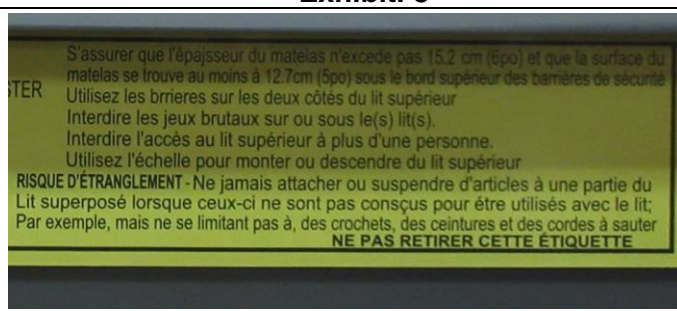 S'assurer que l'épajsseur du matelas n'excede pas 15.2 cm (6po) et que la surface du
matelas se trouve au moins à 12.7cm (5po) sous le bord supérieur des barrières de sécurité
STER Utilisez les brrieres sur les deux côtés du lit supérieur
Interdire les jeux brutaux sur ou sous le(s) lit(s).
Interdire l'accès au lit supérieur à plus d'une personne.
Utilisez l'échelle pour monter ou descendre du lit supérieur
RISQUE D'ÉTRANGLEMENT - Ne jamais attacher ou suspendre d'articles à une partie du
Lit superposé lorsque ceux-ci ne sont pas consçus pour étre utilisés avec le lit;
Par exemple, mais ne se limitant pas à, des crochets, des ceintures et des cordes à sauter
NE PAS RETIRER CETTE ÉTIQUETTE